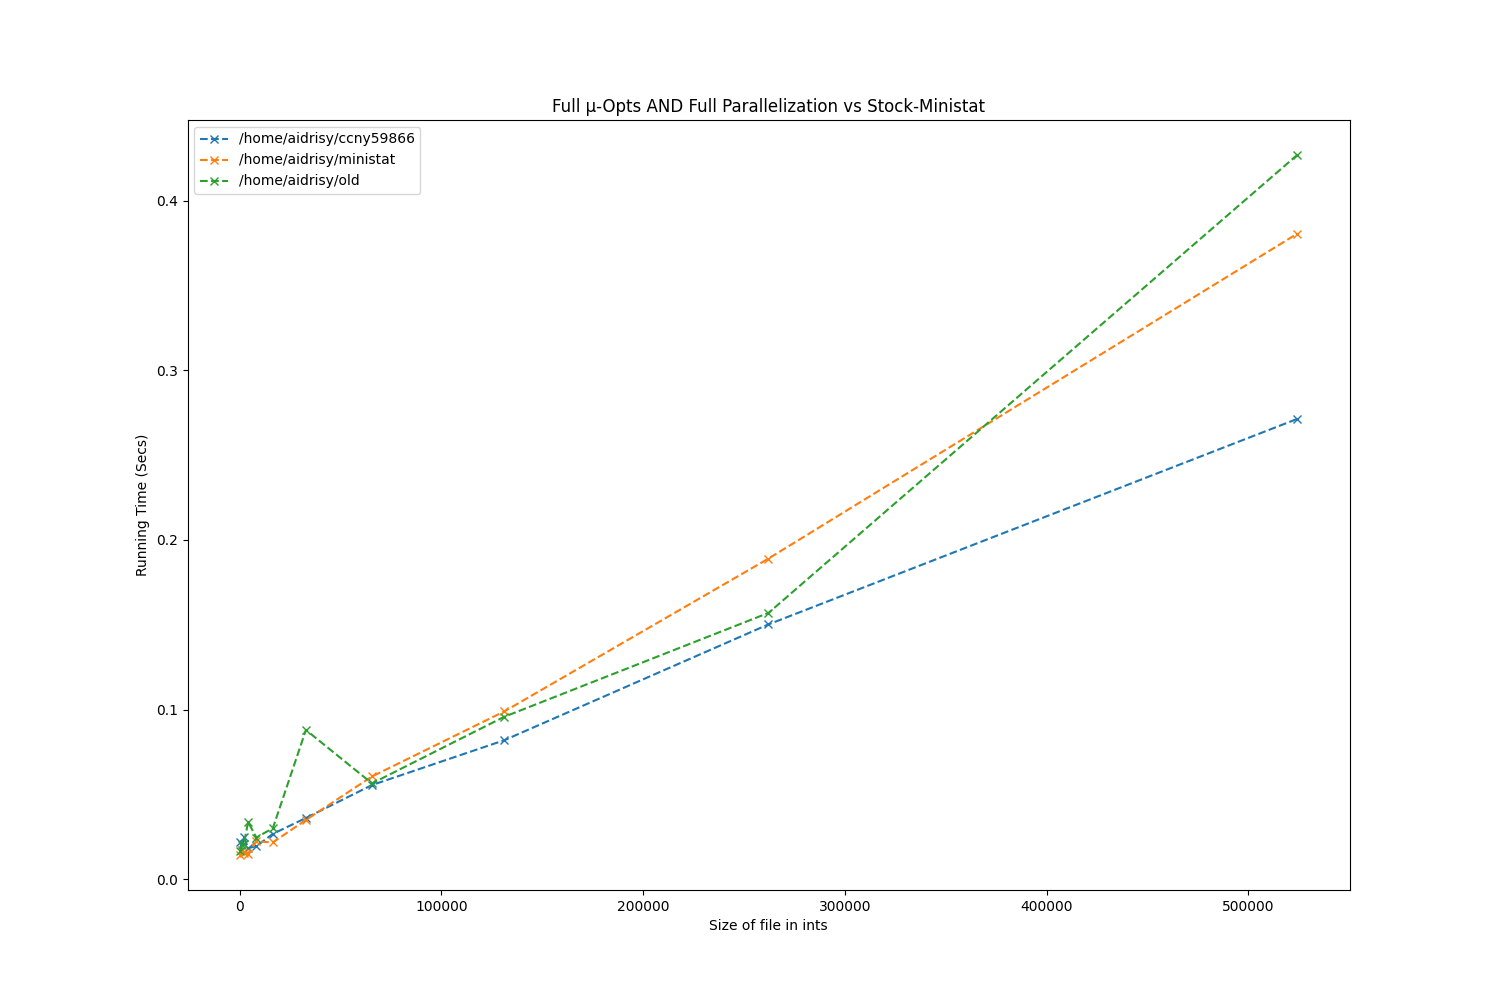 Full µ-Opts AND Full Parallelization vs Stock-Ministat
/home/aidrisy/ccny59866
/home/aidrisy/ministat
/home/aidrisy/old
0.4
0.3
0.2
0.1
0.0
Running Time (Secs)
0 100000 200000 300000 400000 500000
Size of file in ints